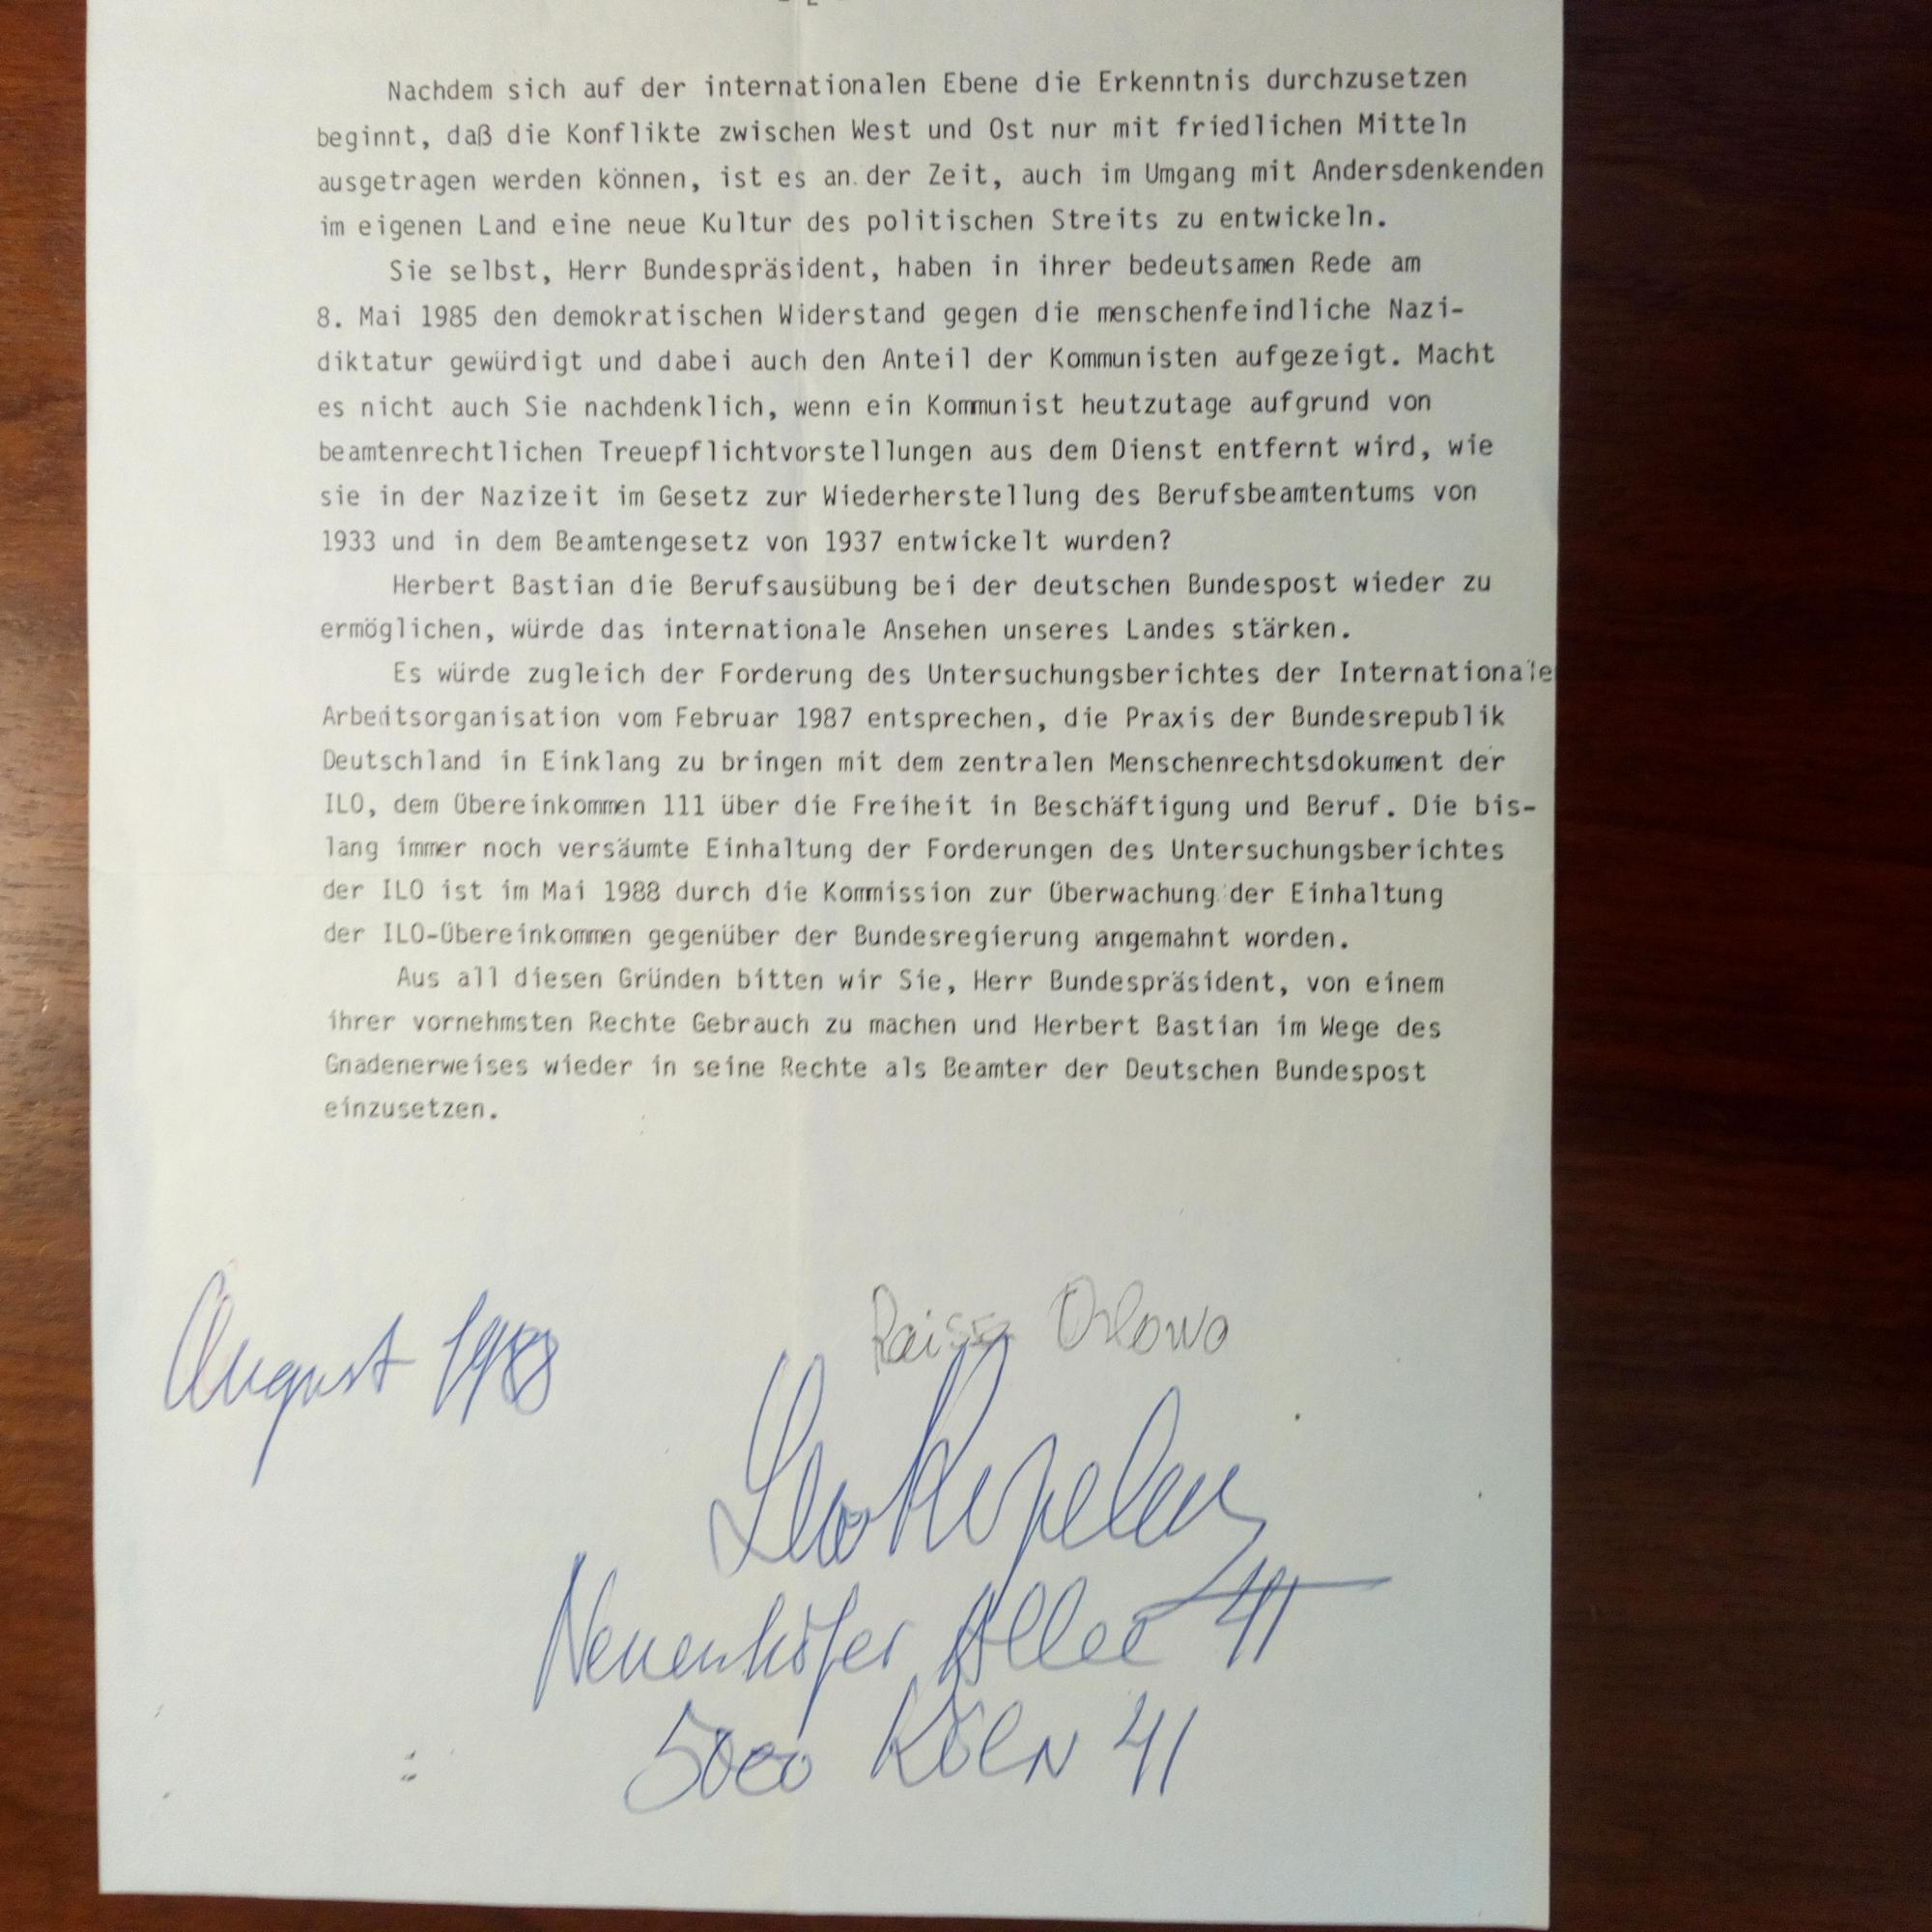 - 2 -
Nachdem sich auf der internationalen Ebene die Erkenntnis durchzusetzen
beginnt, daß die Konflikte zwischen West und Ost nur mit friedlichen Mitteln
ausgetragen werden können, ist es an der Zeit, auch im Umgang mit Andersdenkenden
im eigenen Land eine neue Kultur des politischen Streits zu entwickeln.
Sie selbst, Herr Bundespräsident, haben in ihrer bedeutsamen Rede am
8. Mai 1985 den demokratischen Widerstand gegen die menschenfeindliche Nazi-
diktatur gewürdigt und dabei auch den Anteil der Kommunisten aufgezeigt. Macht
es nicht auch Sie nachdenklich, wenn ein Kommunist heutzutage aufgrund von
beamtenrechtlichen Treuepflichtvorstellungen aus dem Dienst entfernt wird, wie
sie in der Nazizeit im Gesetz zur Wiederherstellung des Berufsbeamtentums von
1933 und in dem Beamtengesetz von 1937 entwickelt wurden?
Herbert Bastian die Berufsausübung bei der deutschen Bundespost wieder zu
ermöglichen, würde das internationale Ansehen unseres Landes stärken.
Es würde zugleich der Forderung des Untersuchungsberichtes der Internationale
Arbeitsorganisation vom Februar 1987 entsprechen, die Praxis der Bundesrepublik
Deutschland in Einklang zu bringen mit dem zentralen Menschenrechtsdokument der
ILO, dem Übereinkommen 111 über die Freiheit in Beschäftigung und Beruf. Die bis-
lang immer noch versäumte Einhaltung der Forderungen des Untersuchungsberichtes
der ILO ist im Mai 1988 durch die Kommission zur Überwachung der Einhaltung
der ILO-Übereinkommen gegenüber der Bundesregierung angemahnt worden.
Aus all diesen Gründen bitten wir Sie, Herr Bundespräsident, von einem
ihrer vornehmsten Rechte Gebrauch zu machen und Herbert Bastian im Wege des
Gnadenerweises wieder in seine Rechte als Beamter der Deutschen Bundespost
einzusetzen.
August 1988
Raissa Orlowa
Lew Kopelew
Neuenhöfer Allee 41
5000 KÖLN 41